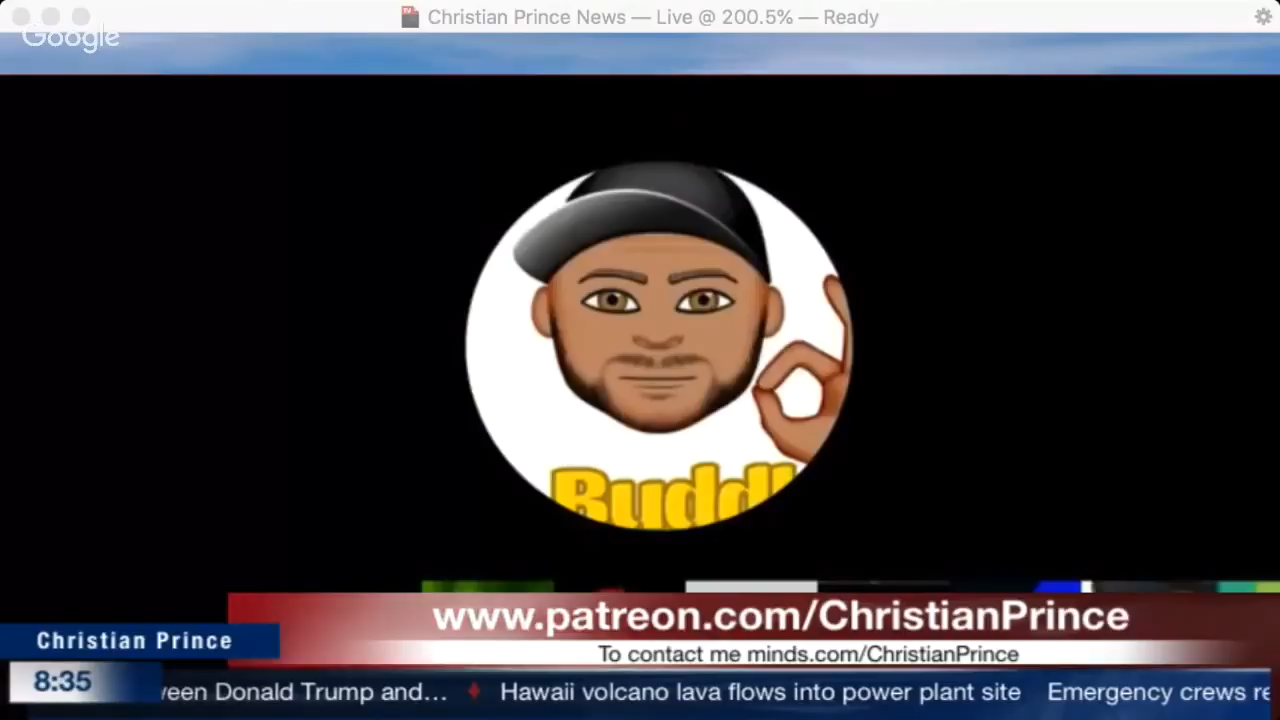 Christian Prince News — Live @ 200.5% — Ready
Google
www.patreon.com/ChristianPrince
Christian Prince
To contact me minds.com/ChristianPrince
8:35
Donald Trump and... ♦ Hawaii volcano lava flows into power plant site Emergency crews